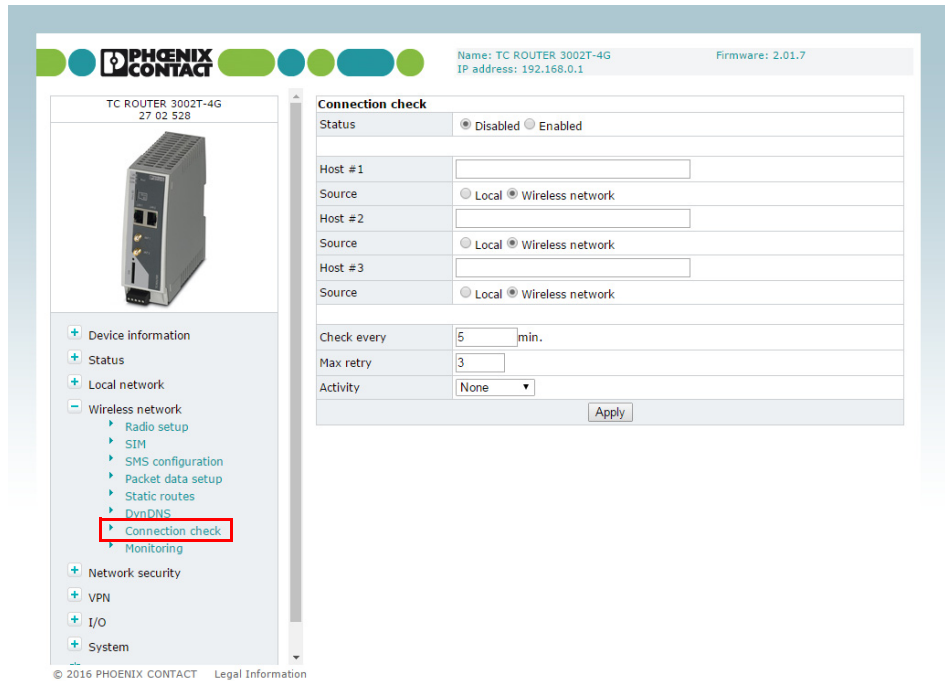 PHŒNIX
CONTACT
Name: TC ROUTER 3002T-4G
Firmware: 2.01.7
IP address: 192.168.0.1
TC ROUTER 3002T-4G
27 02 528
Device information
Status
Local network
Wireless network
Radio setup
SIM
SMS configuration
Packet data setup
Static routes
DynDNS
Connection check
Monitoring
Network security
VPN
I/O
System
Connection check
Status Disabled Enabled
Host #1
Source Local Wireless network
Host #2
Source Local Wireless network
Host #3
Source Local Wireless network
Check every 5 min.
Max retry 3
Activity None
Apply
© 2016 PHOENIX CONTACT Legal Information